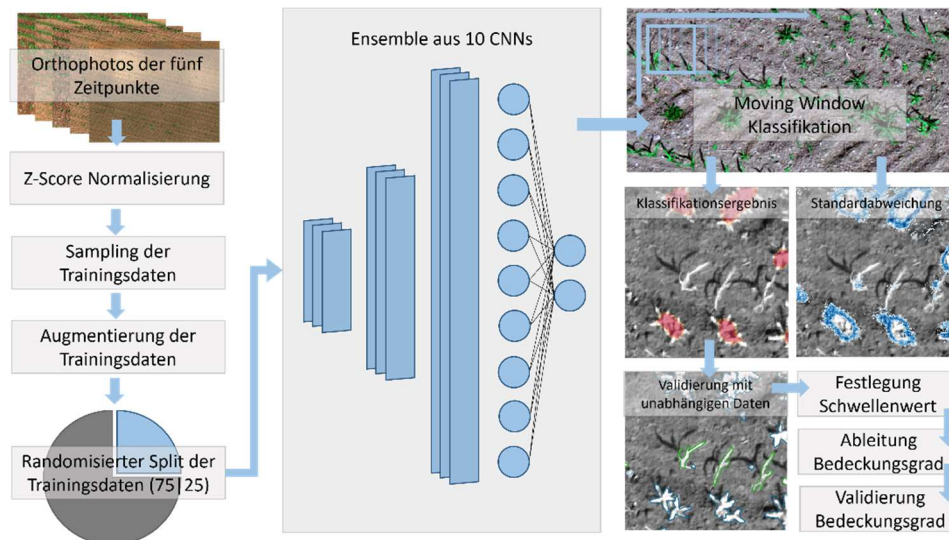 Orthophotos der fünf
Zeitpunkte
Z-Score Normalisierung
Sampling der
Trainingsdaten
Augmentierung der
Trainingsdaten
Randomisierter Split der
Trainingsdaten (75|25)
Ensemble aus 10 CNNs
Moving Window
Klassifikation
Klassifikationsergebnis
Standardabweichung
Validierung mit
unabhängigen Daten
Festlegung
Schwellenwert
Ableitung
Bedeckungsgrad
Validierung
Bedeckungsgrad